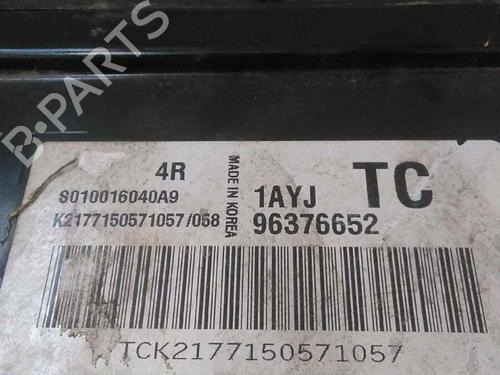 B-PARTS
4R
S010016040A9
K2177150571057/058
MADE IN KOREA
1AYJ TC
96376652
TCK2177150571057